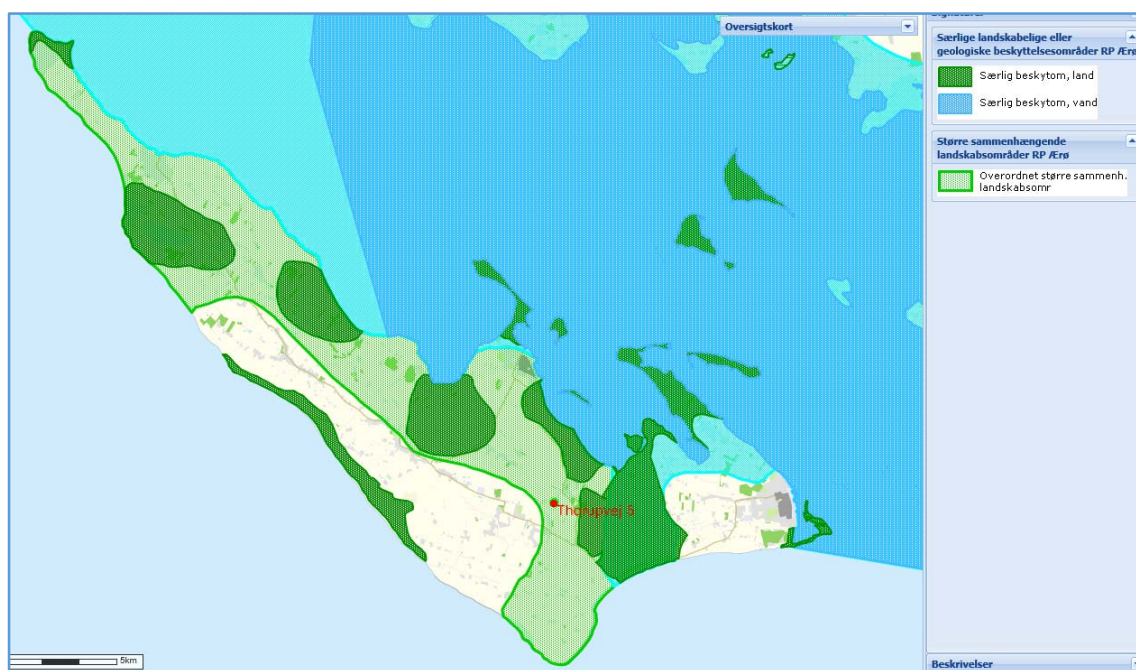 Oversigtskort
Signaturer
Særlige landskabelige eller
geologiske beskyttelsesområder RP Ærø
Særlig beskytom, land
Særlig beskytom, vand
Større sammenhængende
landskabsområder RP Ærø
Overordnet større sammenh.
landskabsomr
Thorupvej 5
5km
Beskrivelser